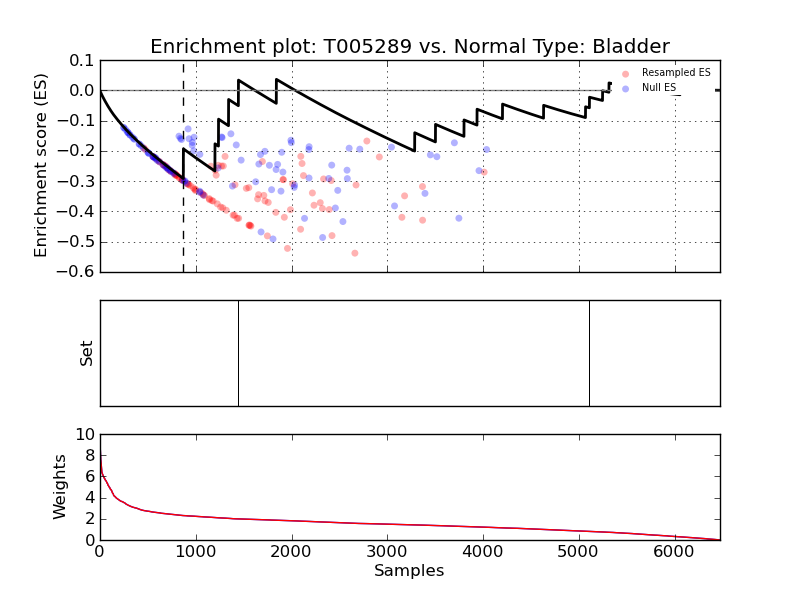 Enrichment plot: T005289 vs. Normal Type: Bladder
Enrichment score (ES)
0.1
0.0
−0.1
−0.2
−0.3
−0.4
−0.5
−0.6
Resampled ES
Null ES
Set
Weights
10
8
6
4
2
0
0 1000 2000 3000 4000 5000 6000
Samples